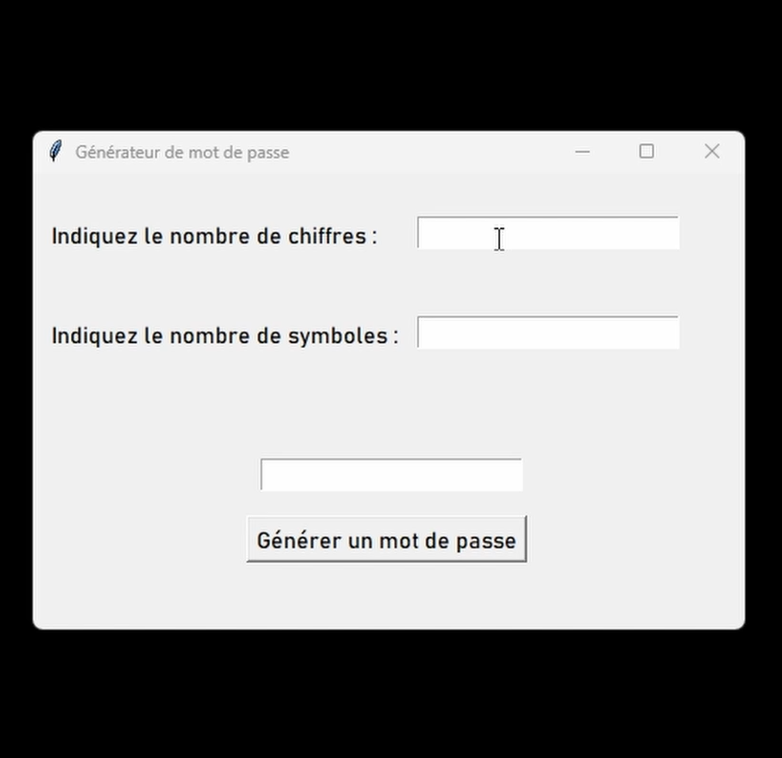 Générateur de mot de passe
Indiquez le nombre de chiffres :
Indiquez le nombre de symboles :
Générer un mot de passe